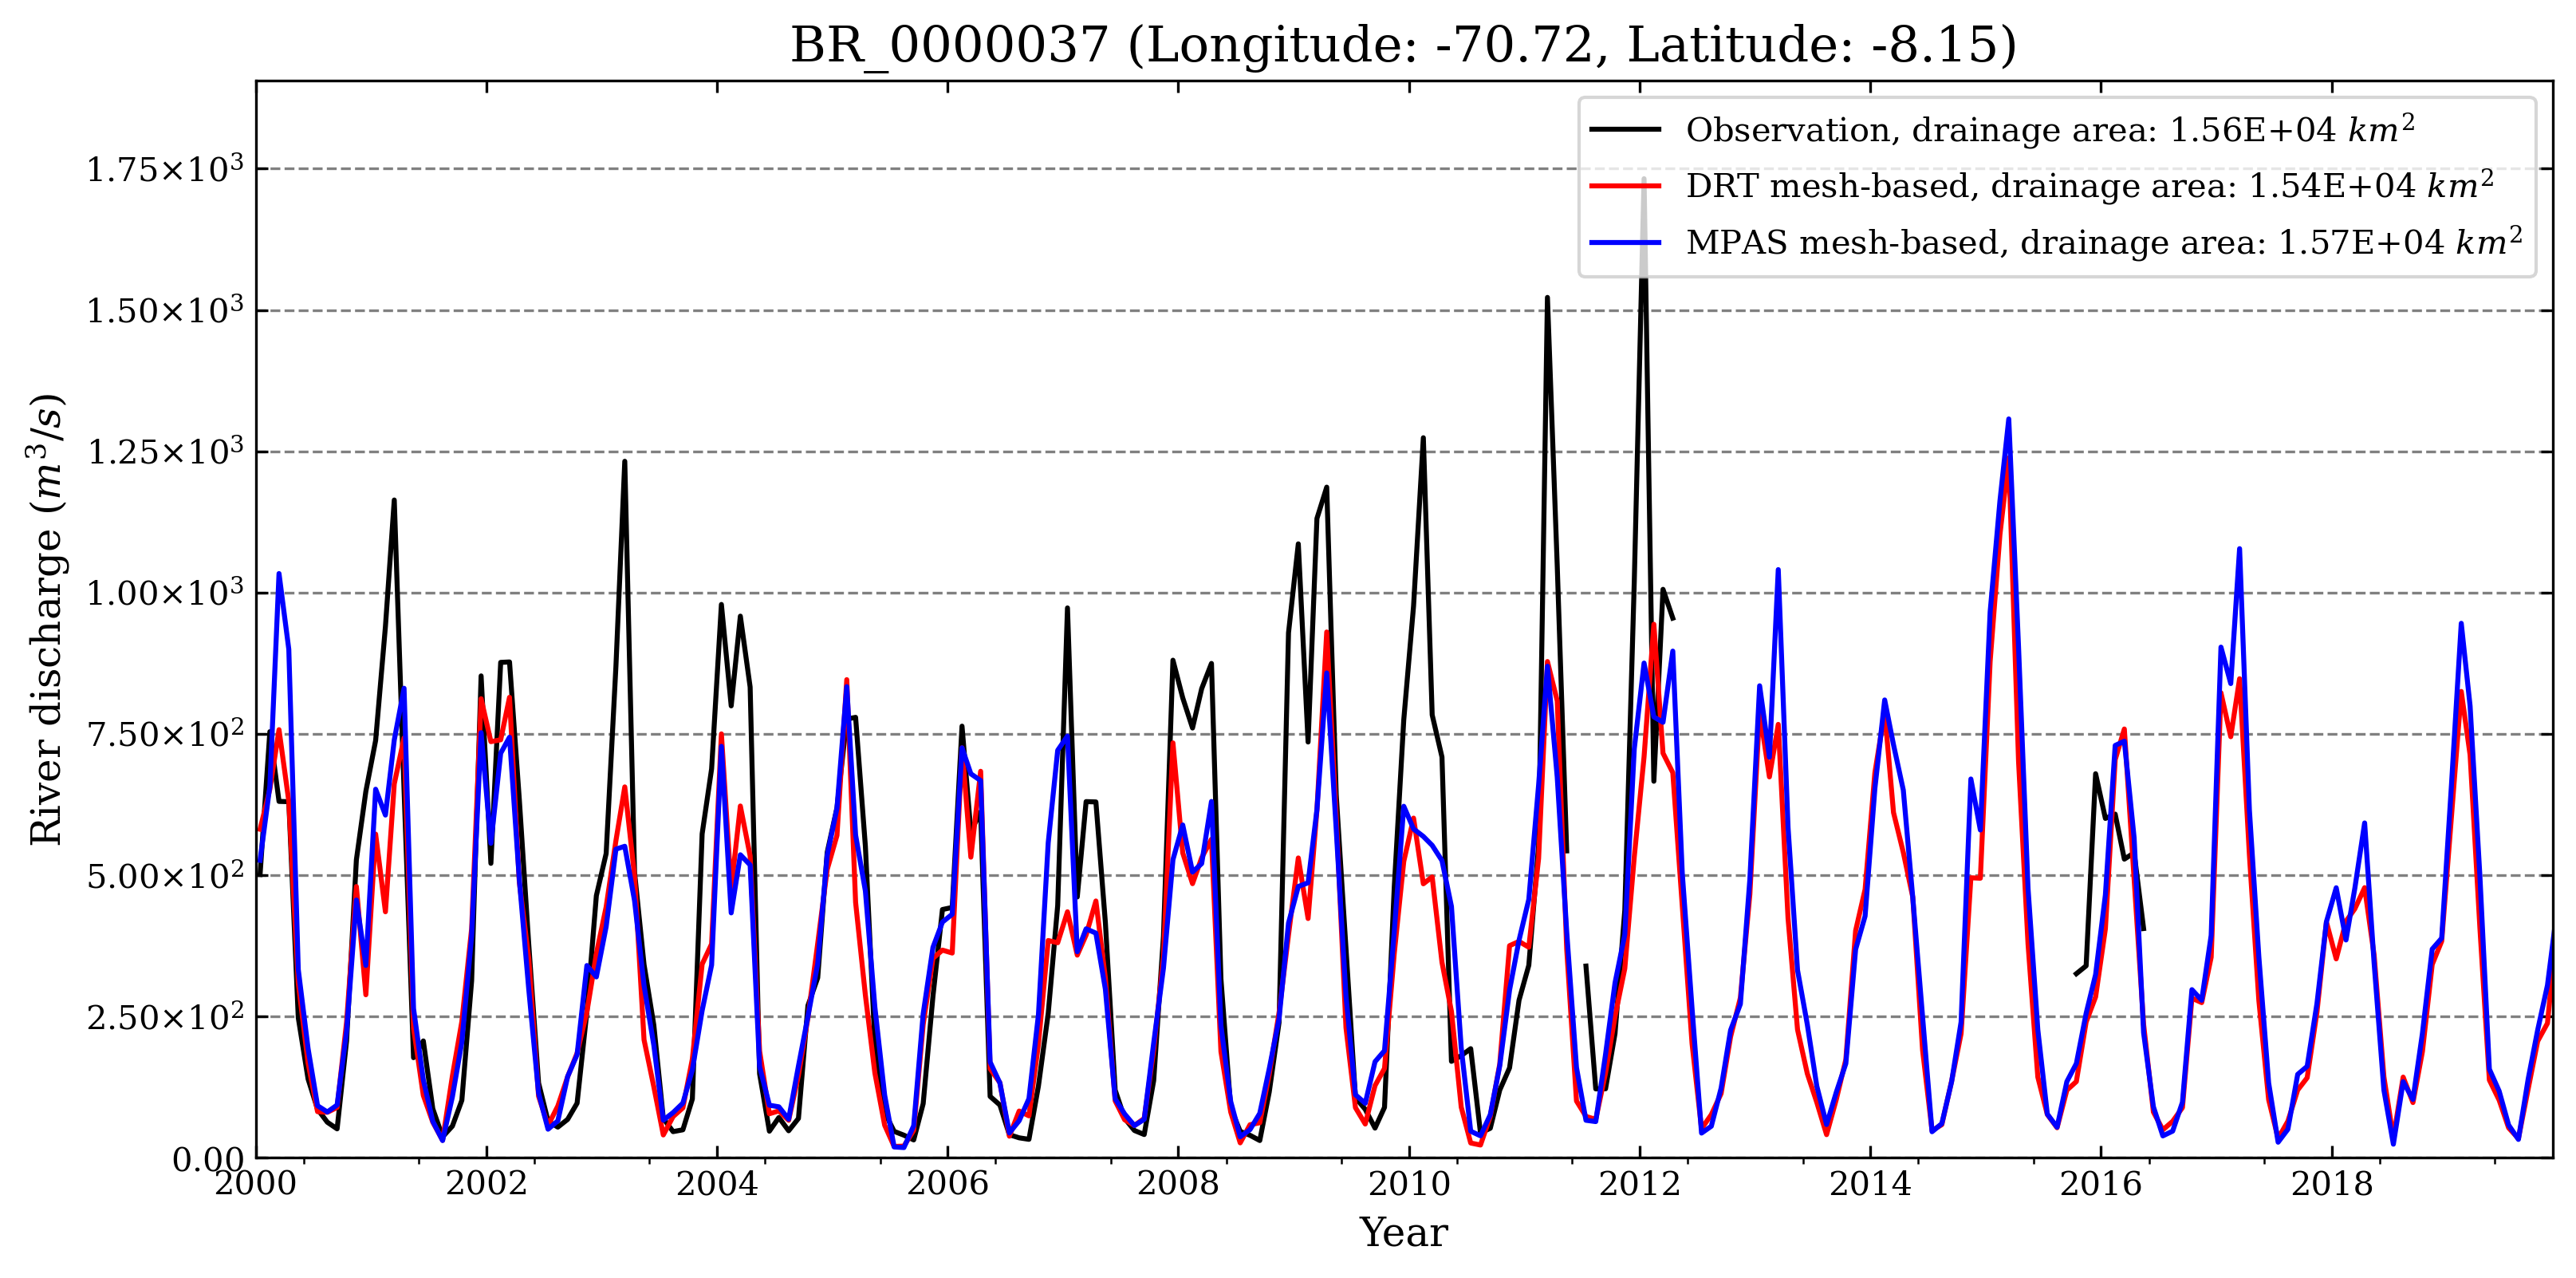 BR_0000037 (Longitude: -70.72, Latitude: -8.15)
Observation, drainage area: 1.56E+04 km²
DRT mesh-based, drainage area: 1.54E+04 km²
MPAS mesh-based, drainage area: 1.57E+04 km²
River discharge (m³/s)
1.75×10³
1.50×10³
1.25×10³
1.00×10³
7.50×10²
5.00×10²
2.50×10²
0.00
2000 2002 2004 2006 2008 2010 2012 2014 2016 2018
Year